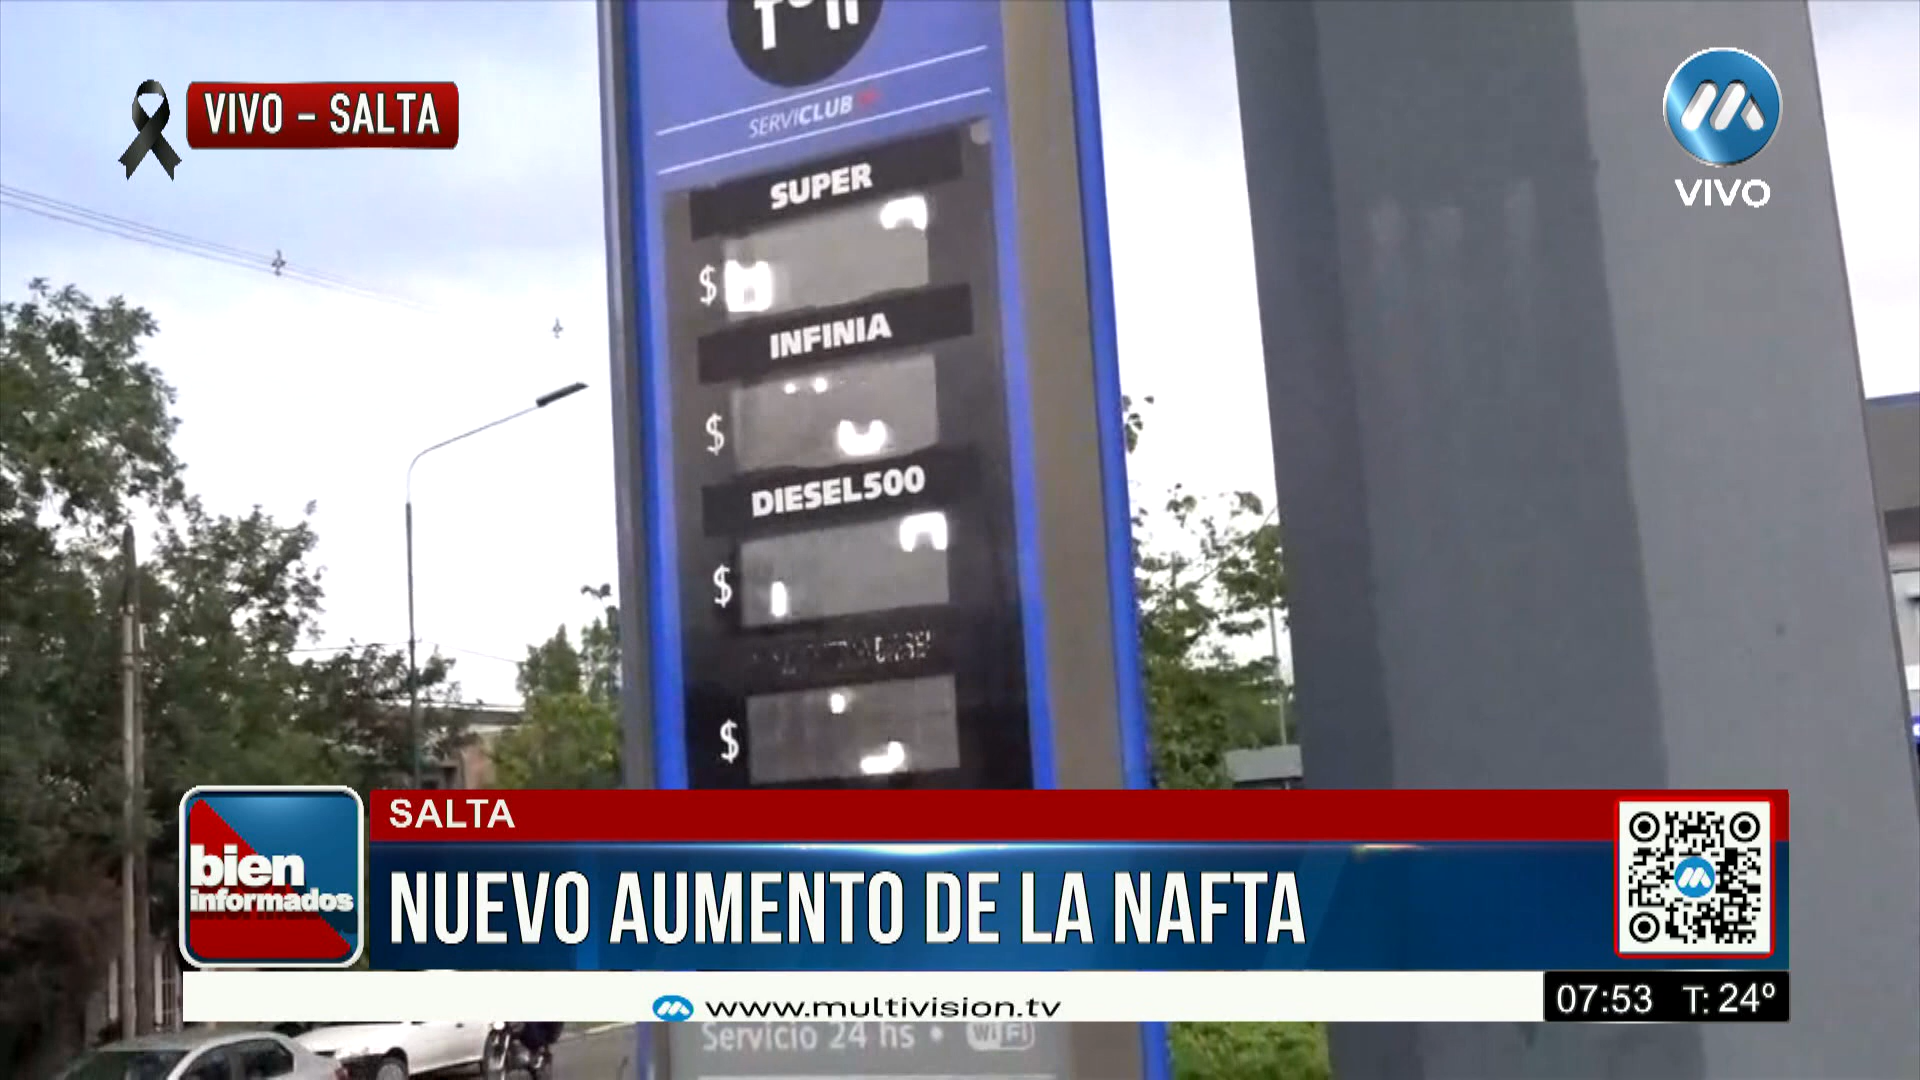 VIVO - SALTA
VIVO
SERVICLUB
SUPER
$
INFINIA
$
DIESEL500
$
$
SALTA
bien
informados
NUEVO AUMENTO DE LA NAFTA
www.multivision.tv
07:53 T: 24º
Servicio 24 hs • WiFi